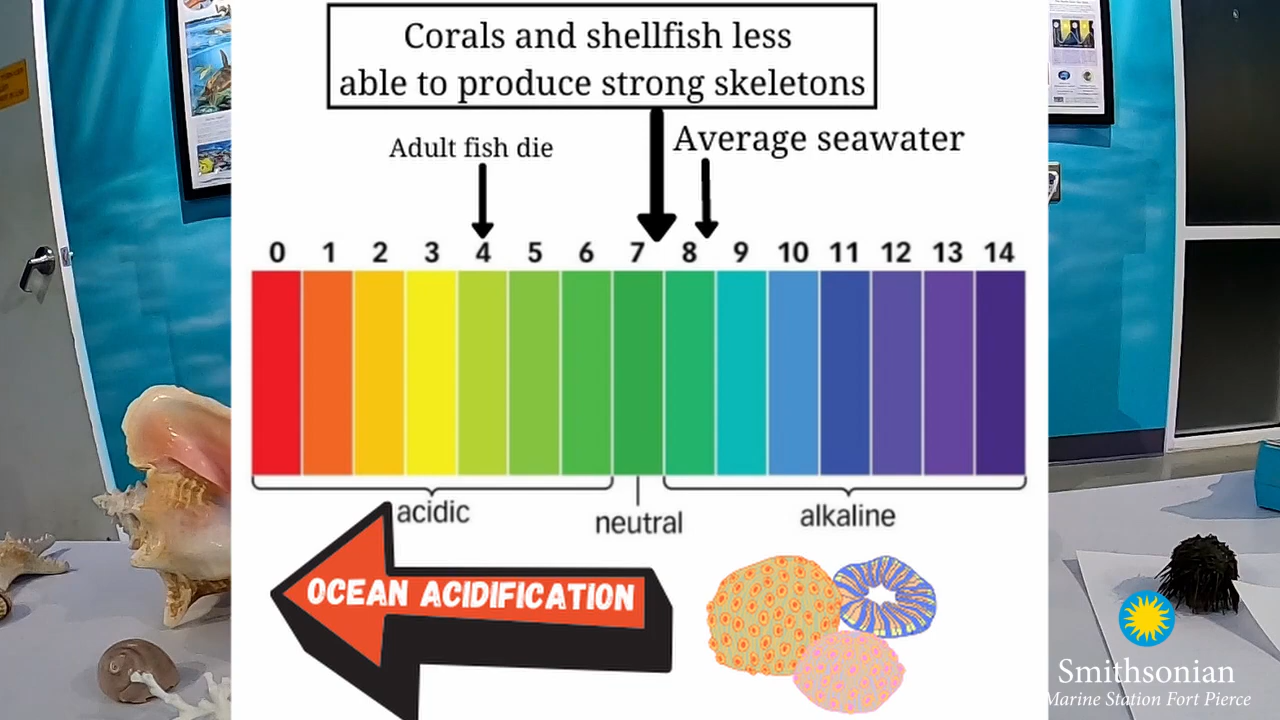 Corals and shellfish less
able to produce strong skeletons
Adult fish die
Average seawater
0 1 2 3 4 5 6 7 8 9 10 11 12 13 14
acidic
neutral
alkaline
OCEAN ACIDIFICATION
Smithsonian
Marine Station Fort Pierce